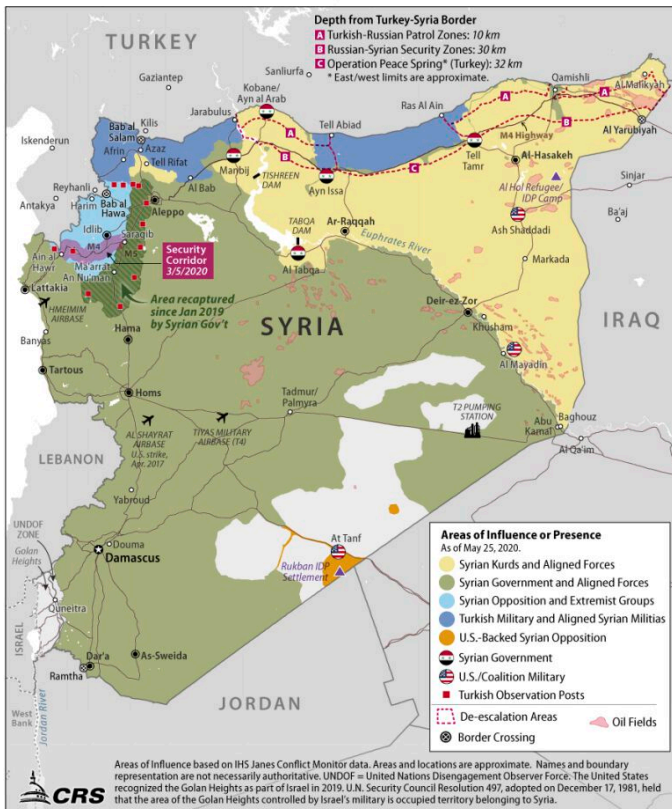 Depth from Turkey-Syria Border
A Turkish-Russian Patrol Zones: 10 km
B Russian-Syrian Security Zones: 30 km
C Operation Peace Spring* (Turkey): 32 km
* East/west limits are approximate.
TURKEY
Gaziantep
Sanliurfa
Kobane/
Ayn al Arab
Qamishli
Al Malikyah
A
A
A
B
B
C
Iskenderun
Bab al
Salam
Kilis
Jarabulus
Tell Abiad
Ras Al Ain
M4 Highway
Al Yarubiyah
Afrin
Azaz
Tell Rifat
Manbij
Tell
Tamr
Al-Hasakeh
Sinjar
Reyhanli
Harim
Antakya
Bab al
Hawa
Al Bab
TISHREEN
DAM
Ayn Issa
Al Hol Refugee/
IDP Camp
Aleppo
Ba'aj
Idlib
Saraqib
M4
M5
TABQA
DAM
Ar-Raqqah
Euphrates River
Ash Shaddadi
Ain al
Hawr
Ma'arrat
An Nu'man
Security
Corridor
3/5/2020
Al Tabqa
Markada
Lattakia
HMEIMIM
AIRBASE
Area recaptured
since Jan 2019
by Syrian Gov't
SYRIA
Deir-ez-Zor
Khusham
IRAQ
Banyas
Hama
Al Mayadin
Tartous
Homs
Tadmur/
Palmyra
T2 PUMPING
STATION
Abu
Kamal
Baghouz
Al-Qa'im
AL SHAYRAT
AIRBASE
U.S. strike,
Apr. 2017
TIYAS MILITARY
AIRBASE (T4)
LEBANON
Yabroud
UNDOF
ZONE
Golan
Heights
Douma
Damascus
At Tanf
Rukban IDP
Settlement
Quneitra
ISRAEL
Dar'a
As-Sweida
Ramtha
JORDAN
West
Bank
Jordan River
Areas of Influence or Presence
As of May 25, 2020.
Syrian Kurds and Aligned Forces
Syrian Government and Aligned Forces
Syrian Opposition and Extremist Groups
Turkish Military and Aligned Syrian Militias
U.S.-Backed Syrian Opposition
Syrian Government
U.S./Coalition Military
Turkish Observation Posts
De-escalation Areas
Oil Fields
Border Crossing
CRS
Areas of Influence based on IHS Janes Conflict Monitor data. Areas and locations are approximate. Names and boundary
representation are not necessarily authoritative. UNDOF = United Nations Disengagement Observer Force. The United States
recognized the Golan Heights as part of Israel in 2019. U.N. Security Council Resolution 497, adopted on December 17, 1981, held
that the area of the Golan Heights controlled by Israel's military is occupied territory belonging to Syria.